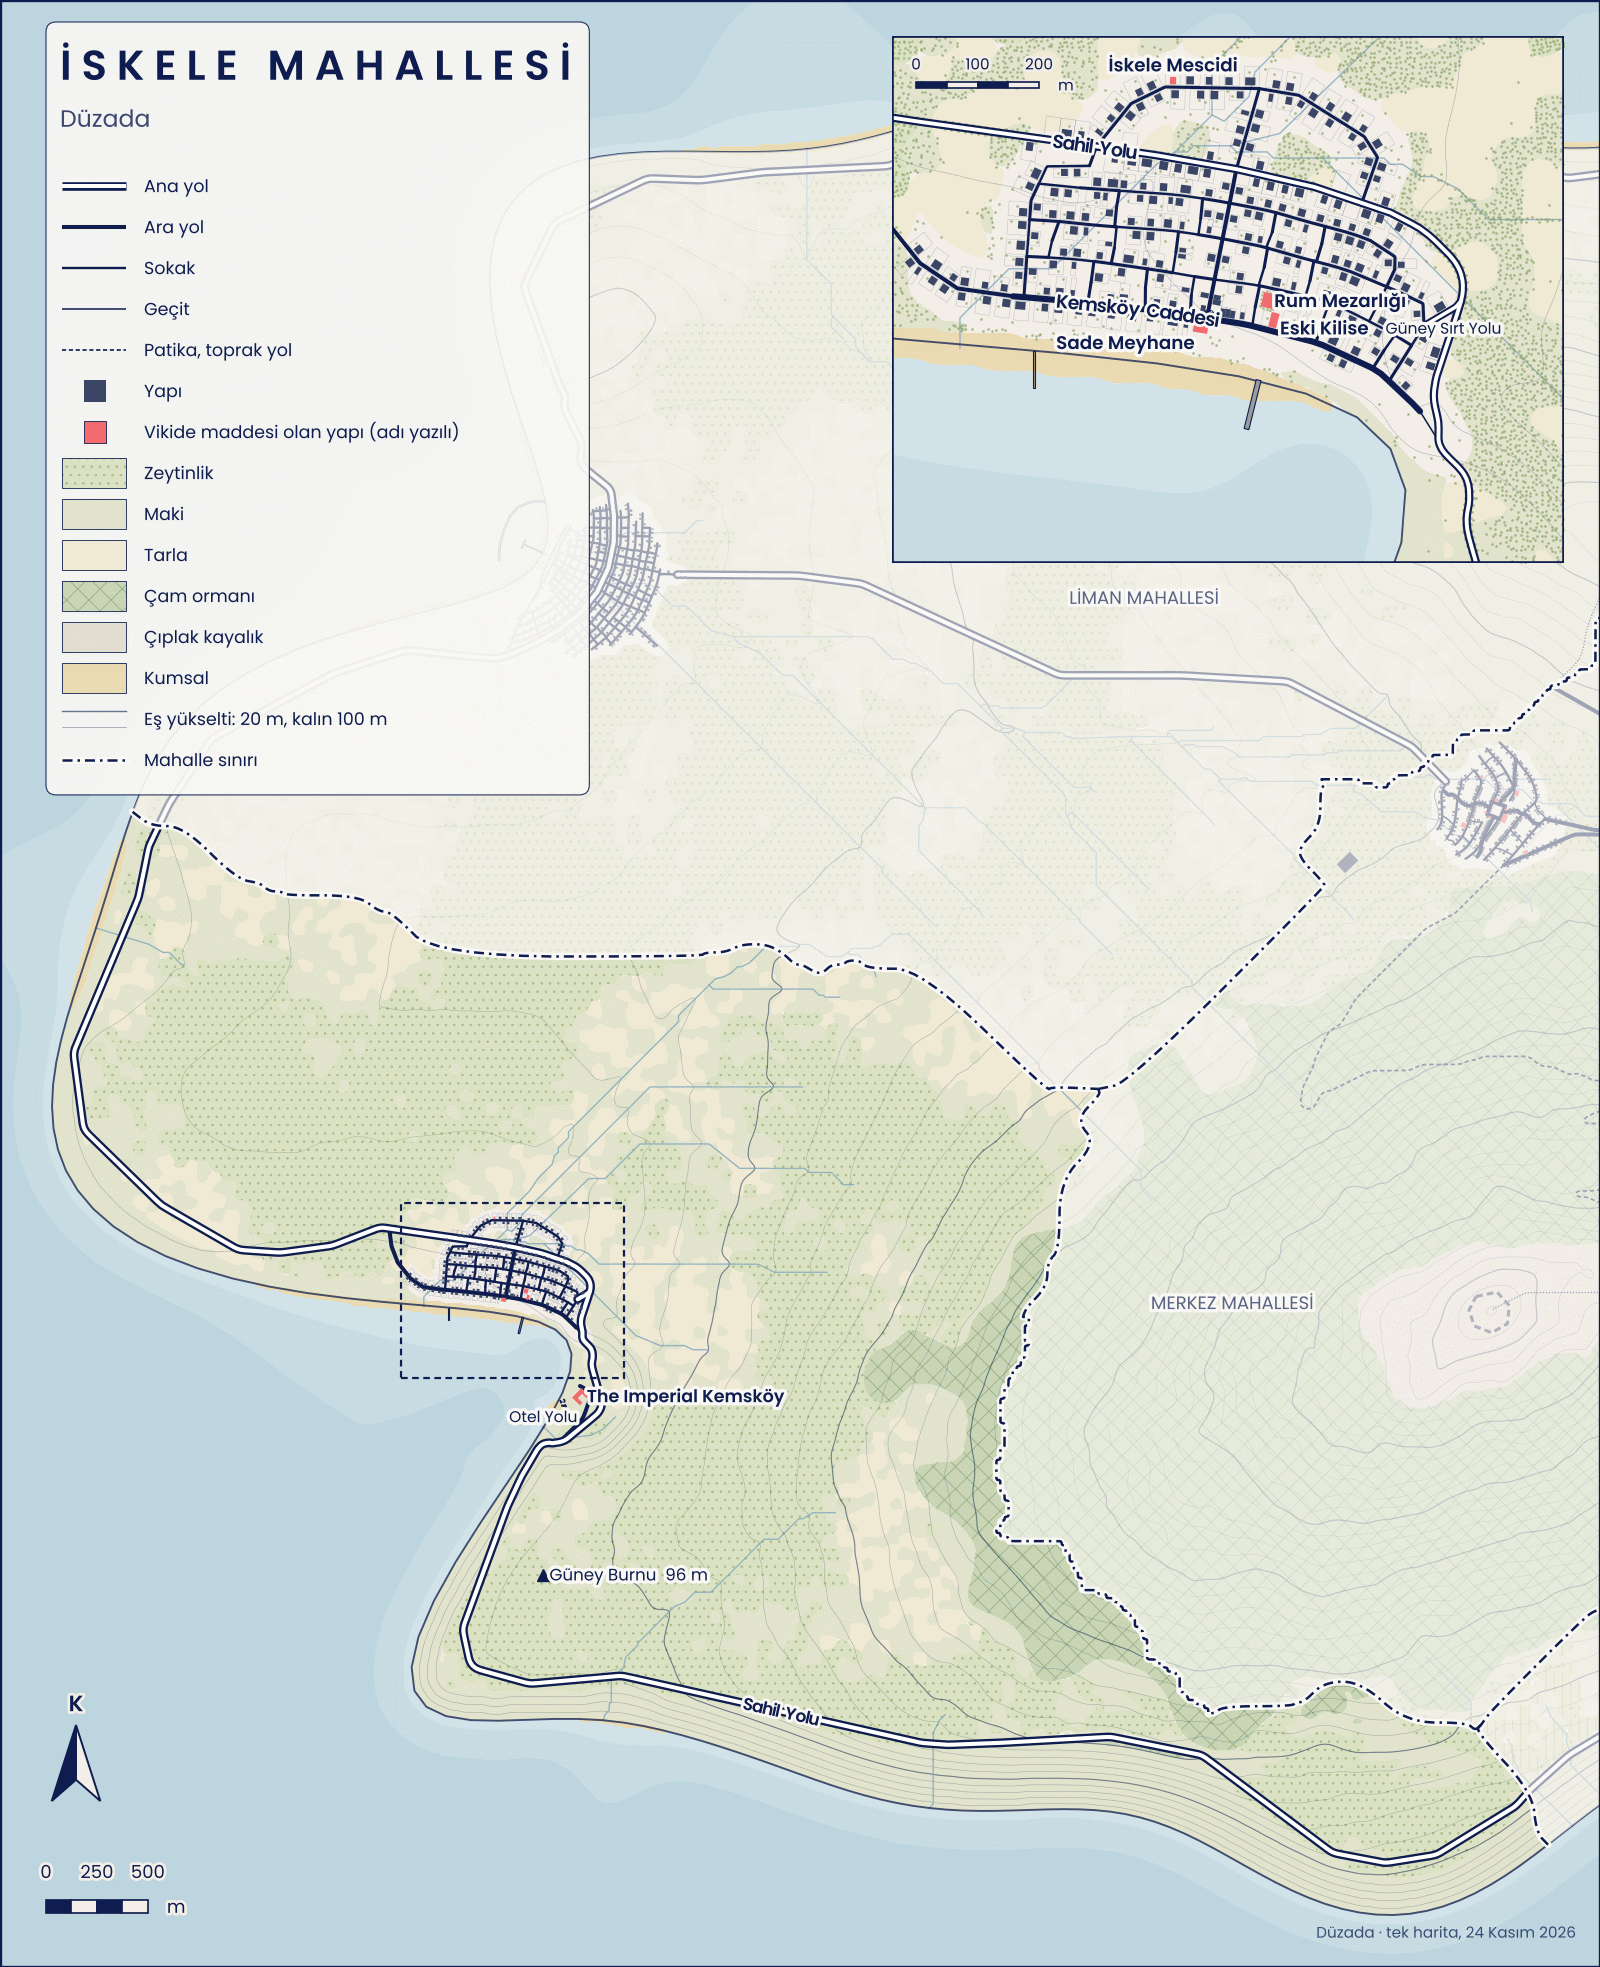 İSKELE MAHALLESİ
Düzada
Ana yol
Ara yol
Sokak
Geçit
Patika, toprak yol
Yapı
Vikide maddesi olan yapı (adı yazılı)
Zeytinlik
Maki
Tarla
Çam ormanı
Çıplak kayalık
Kumsal
Eş yükselti: 20 m, kalın 100 m
Mahalle sınırı
0 100 200
m
İskele Mescidi
Sahil Yolu
Kemsköy Caddesi
Rum Mezarlığı
Eski Kilise
Güney Sırt Yolu
Sade Meyhane
LİMAN MAHALLESİ
MERKEZ MAHALLESİ
The Imperial Kemsköy
Otel Yolu
Güney Burnu 96 m
Sahil Yolu
K
0 250 500
m
Düzada · tek harita, 24 Kasım 2026